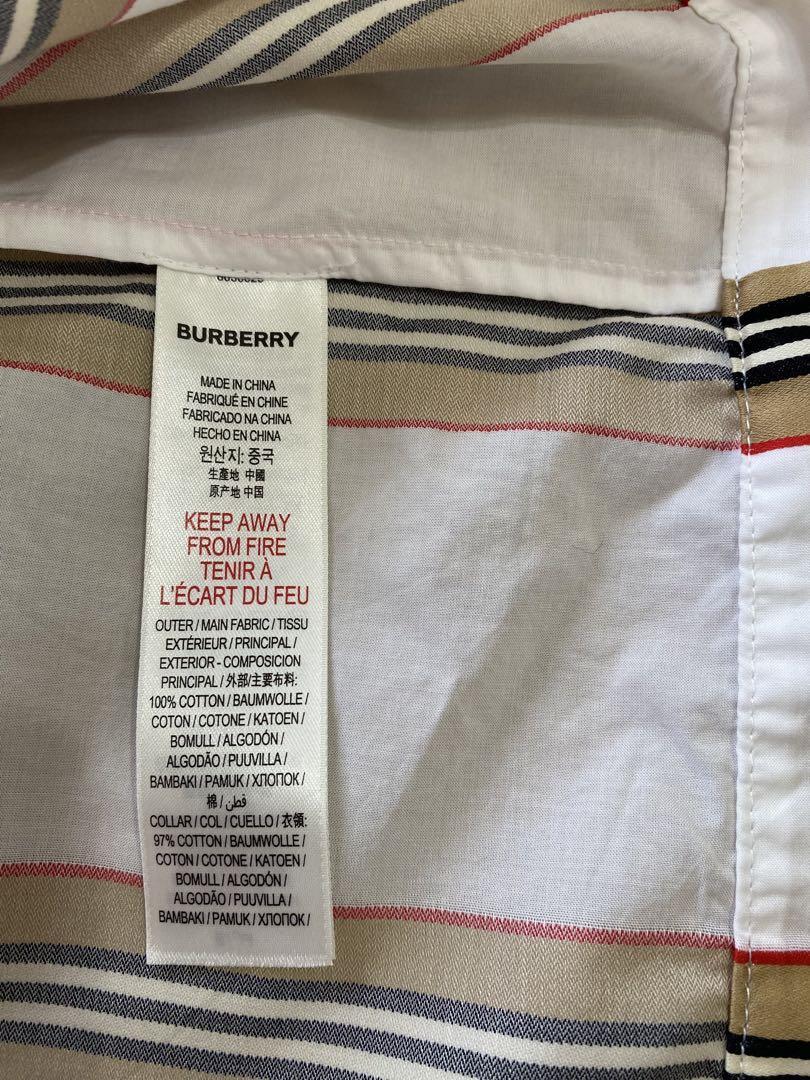 BURBERRY
MADE IN CHINA
FABRIQUÉ EN CHINE
FABRICADO NA CHINA
HECHO EN CHINA
원산지: 중국
生產地 中國
原产地 中国
KEEP AWAY
FROM FIRE
TENIR À
L'ÉCART DU FEU
OUTER / MAIN FABRIC / TISSU
EXTÉRIEUR / PRINCIPAL /
EXTERIOR - COMPOSICION
PRINCIPAL / 外部/主要布料:
100% COTTON / BAUMWOLLE /
COTON / COTONE / KATOEN /
BOMULL / ALGODÓN /
ALGODÃO / PUUVILLA /
BAMBAKI / PAMUK / ХЛОПОК /
棉 / قطن /
COLLAR / COL / CUELLO / 衣領:
97% COTTON / BAUMWOLLE /
COTON / COTONE / KATOEN /
BOMULL / ALGODÓN /
ALGODÃO / PUUVILLA /
BAMBAKI / PAMUK / ХЛОПОК /